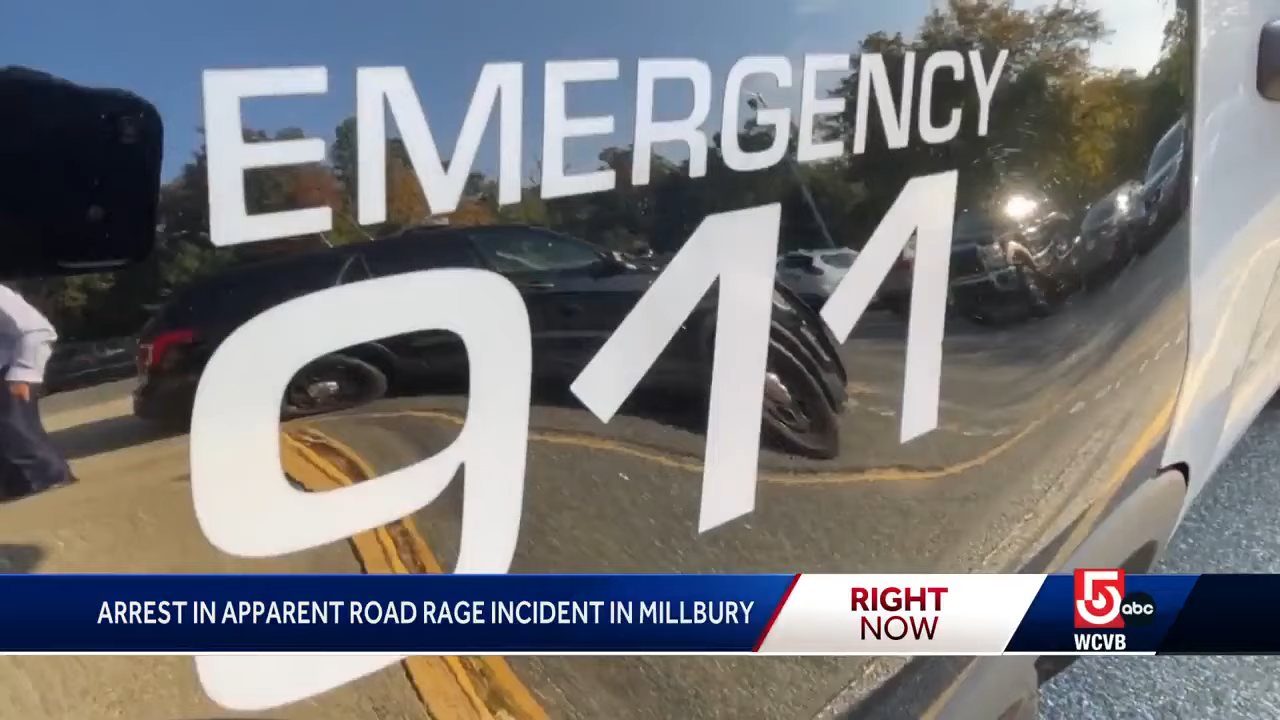 EMERGENCY
911
ARREST IN APPARENT ROAD RAGE INCIDENT IN MILLBURY
RIGHT
NOW
5
abc
WCVB